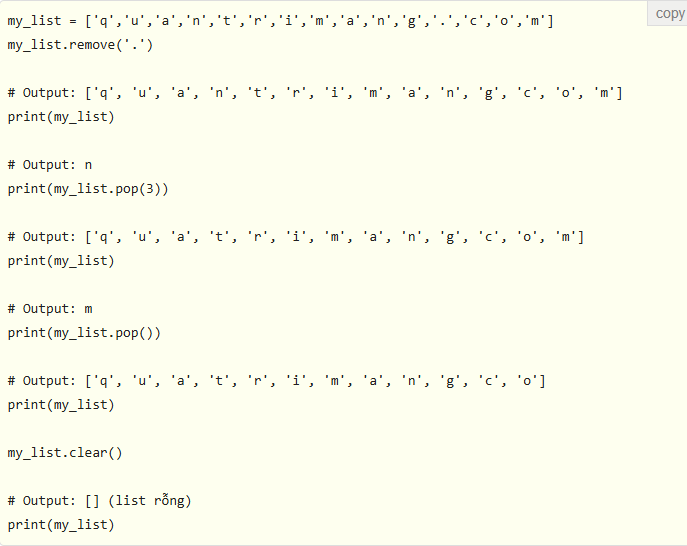 copy
my_list = ['q','u','a','n','t','r','i','m','a','n','g','.','c','o','m']
my_list.remove('.')
# Output: ['q', 'u', 'a', 'n', 't', 'r', 'i', 'm', 'a', 'n', 'g', 'c', 'o', 'm']
print(my_list)
# Output: n
print(my_list.pop(3))
# Output: ['q', 'u', 'a', 't', 'r', 'i', 'm', 'a', 'n', 'g', 'c', 'o', 'm']
print(my_list)
# Output: m
print(my_list.pop())
# Output: ['q', 'u', 'a', 't', 'r', 'i', 'm', 'a', 'n', 'g', 'c', 'o']
print(my_list)
my_list.clear()
# Output: [] (list rỗng)
print(my_list)